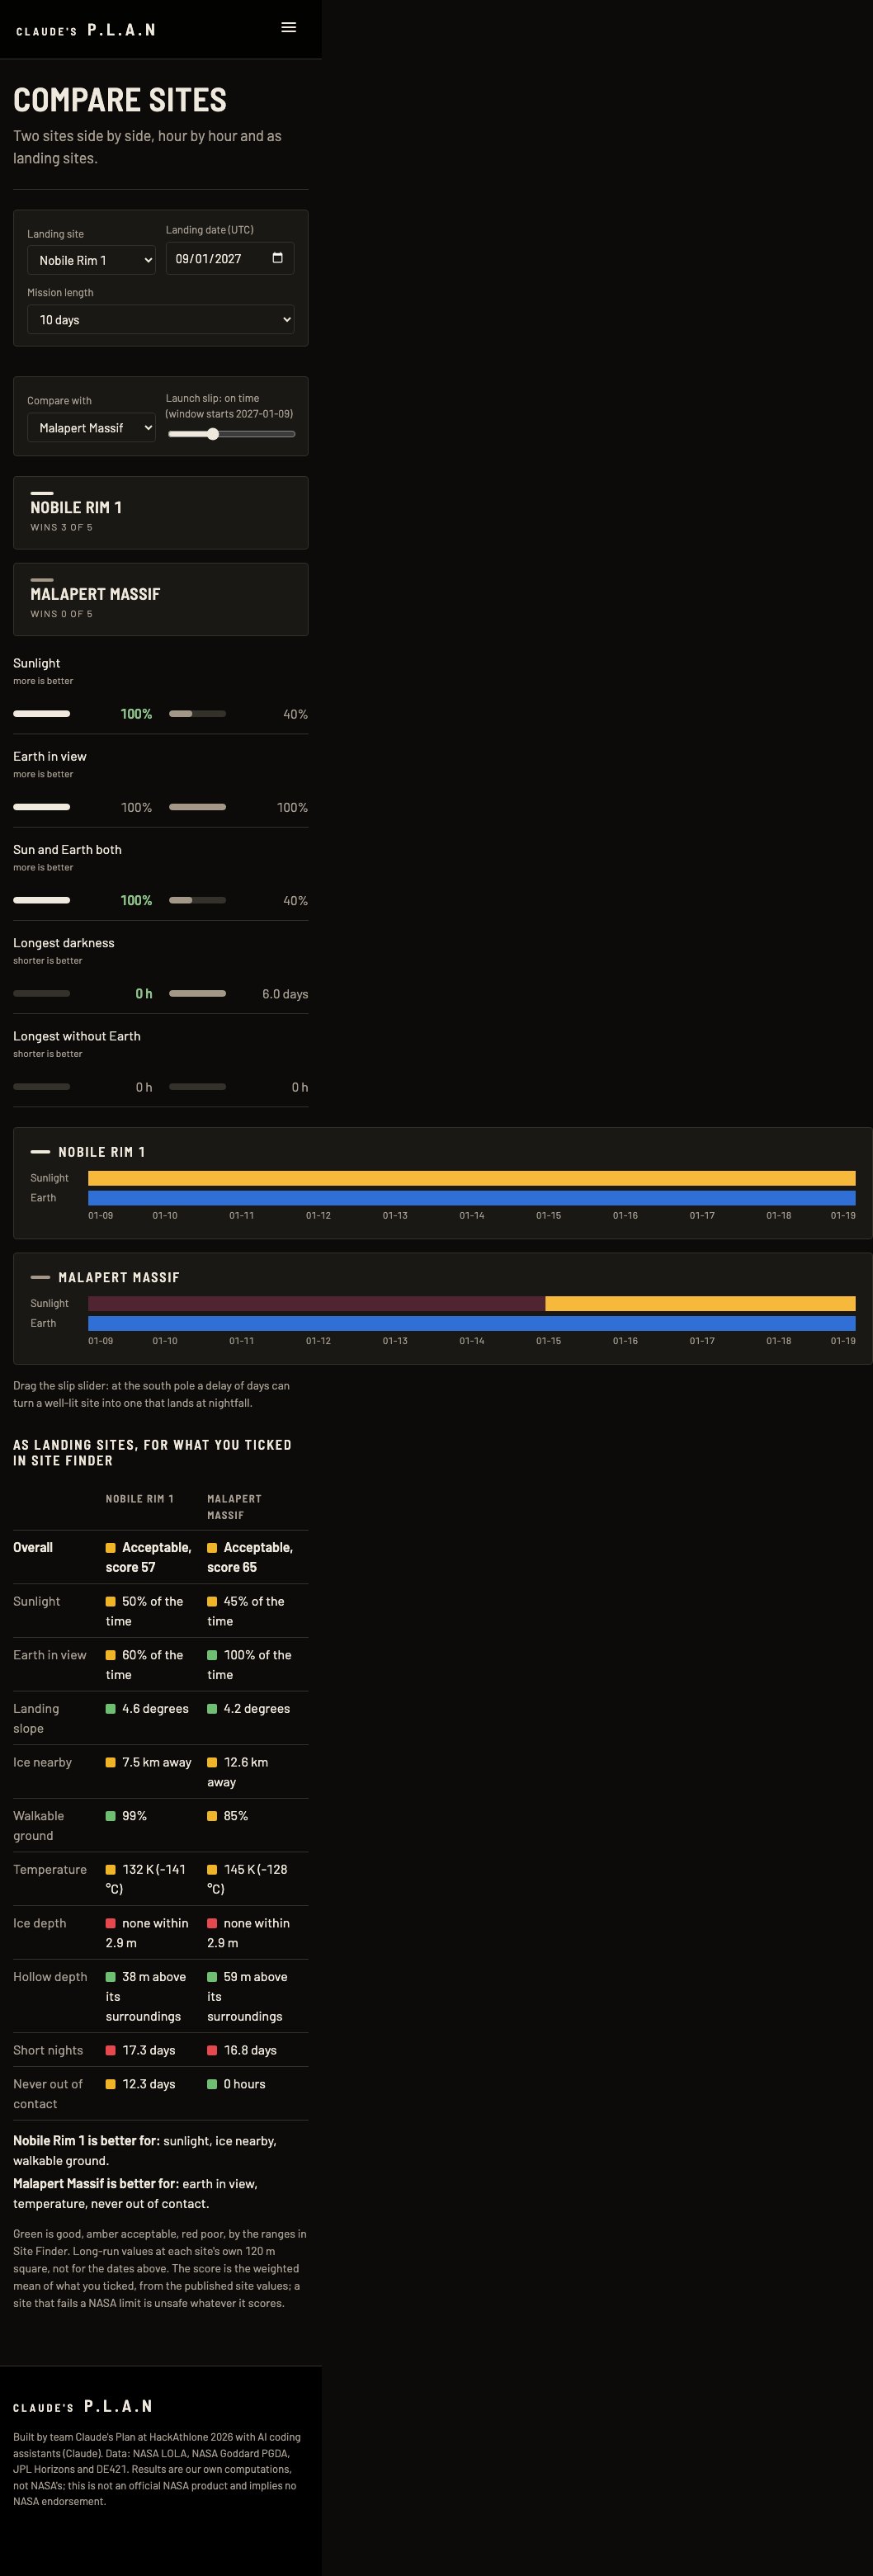 CLAUDE'S P.L.A.N
COMPARE SITES
Two sites side by side, hour by hour and as
landing sites.
Landing site
Landing date (UTC)
Nobile Rim 1
09/01/2027
Mission length
10 days
Compare with
Launch slip: on time
(window starts 2027-01-09)
Malapert Massif
NOBILE RIM 1
WINS 3 OF 5
MALAPERT MASSIF
WINS 0 OF 5
Sunlight
more is better
100% 40%
Earth in view
more is better
100% 100%
Sun and Earth both
more is better
100% 40%
Longest darkness
shorter is better
0 h 6.0 days
Longest without Earth
shorter is better
0 h 0 h
NOBILE RIM 1
Sunlight
Earth
01-09 01-10 01-11 01-12 01-13 01-14 01-15 01-16 01-17 01-18 01-19
MALAPERT MASSIF
Sunlight
Earth
01-09 01-10 01-11 01-12 01-13 01-14 01-15 01-16 01-17 01-18 01-19
Drag the slip slider: at the south pole a delay of days can
turn a well-lit site into one that lands at nightfall.
AS LANDING SITES, FOR WHAT YOU TICKED
IN SITE FINDER
NOBILE RIM 1 MALAPERT
MASSIF
Overall Acceptable, Acceptable,
score 57 score 65
Sunlight 50% of the 45% of the
time time
Earth in view 60% of the 100% of the
time time
Landing 4.6 degrees 4.2 degrees
slope
Ice nearby 7.5 km away 12.6 km
away
Walkable 99% 85%
ground
Temperature 132 K (-141 145 K (-128
°C) °C)
Ice depth none within none within
2.9 m 2.9 m
Hollow depth 38 m above 59 m above
its its
surroundings surroundings
Short nights 17.3 days 16.8 days
Never out of 12.3 days 0 hours
contact
Nobile Rim 1 is better for: sunlight, ice nearby,
walkable ground.
Malapert Massif is better for: earth in view,
temperature, never out of contact.
Green is good, amber acceptable, red poor, by the ranges in
Site Finder. Long-run values at each site's own 120 m
square, not for the dates above. The score is the weighted
mean of what you ticked, from the published site values; a
site that fails a NASA limit is unsafe whatever it scores.
CLAUDE'S P.L.A.N
Built by team Claude's Plan at HackAthlone 2026 with AI coding
assistants (Claude). Data: NASA LOLA, NASA Goddard PGDA,
JPL Horizons and DE421. Results are our own computations,
not NASA's; this is not an official NASA product and implies no
NASA endorsement.